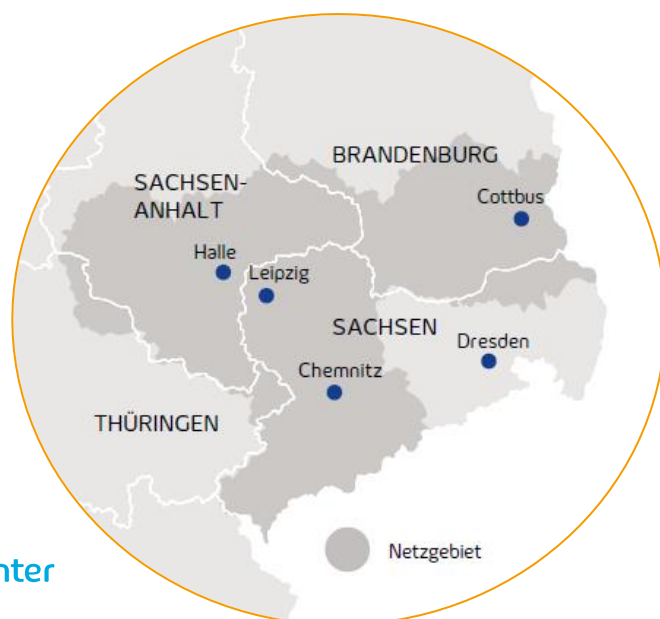 BRANDENBURG
SACHSEN-
ANHALT
Cottbus
Halle
Leipzig
SACHSEN
Dresden
Chemnitz
THÜRINGEN
Netzgebiet
nter